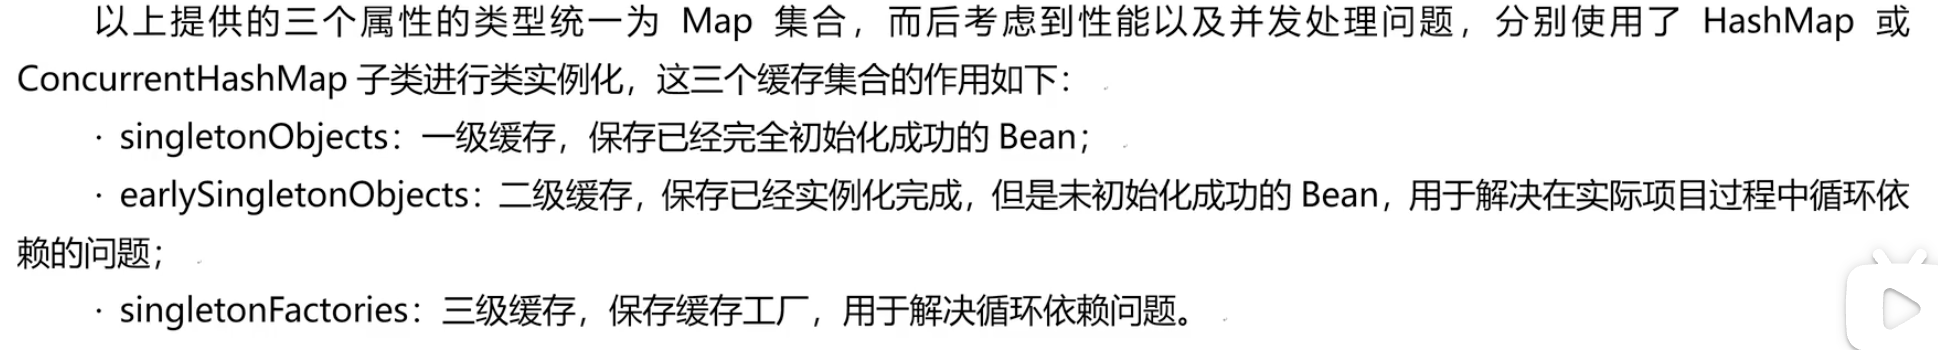 以上提供的三个属性的类型统一为 Map 集合，而后考虑到性能以及并发处理问题，分别使用了 HashMap 或
ConcurrentHashMap 子类进行类实例化，这三个缓存集合的作用如下：
· singletonObjects：一级缓存，保存已经完全初始化成功的 Bean；
· earlySingletonObjects：二级缓存，保存已经实例化完成，但是未初始化成功的 Bean，用于解决在实际项目过程中循环依
赖的问题；
· singletonFactories：三级缓存，保存缓存工厂，用于解决循环依赖问题。